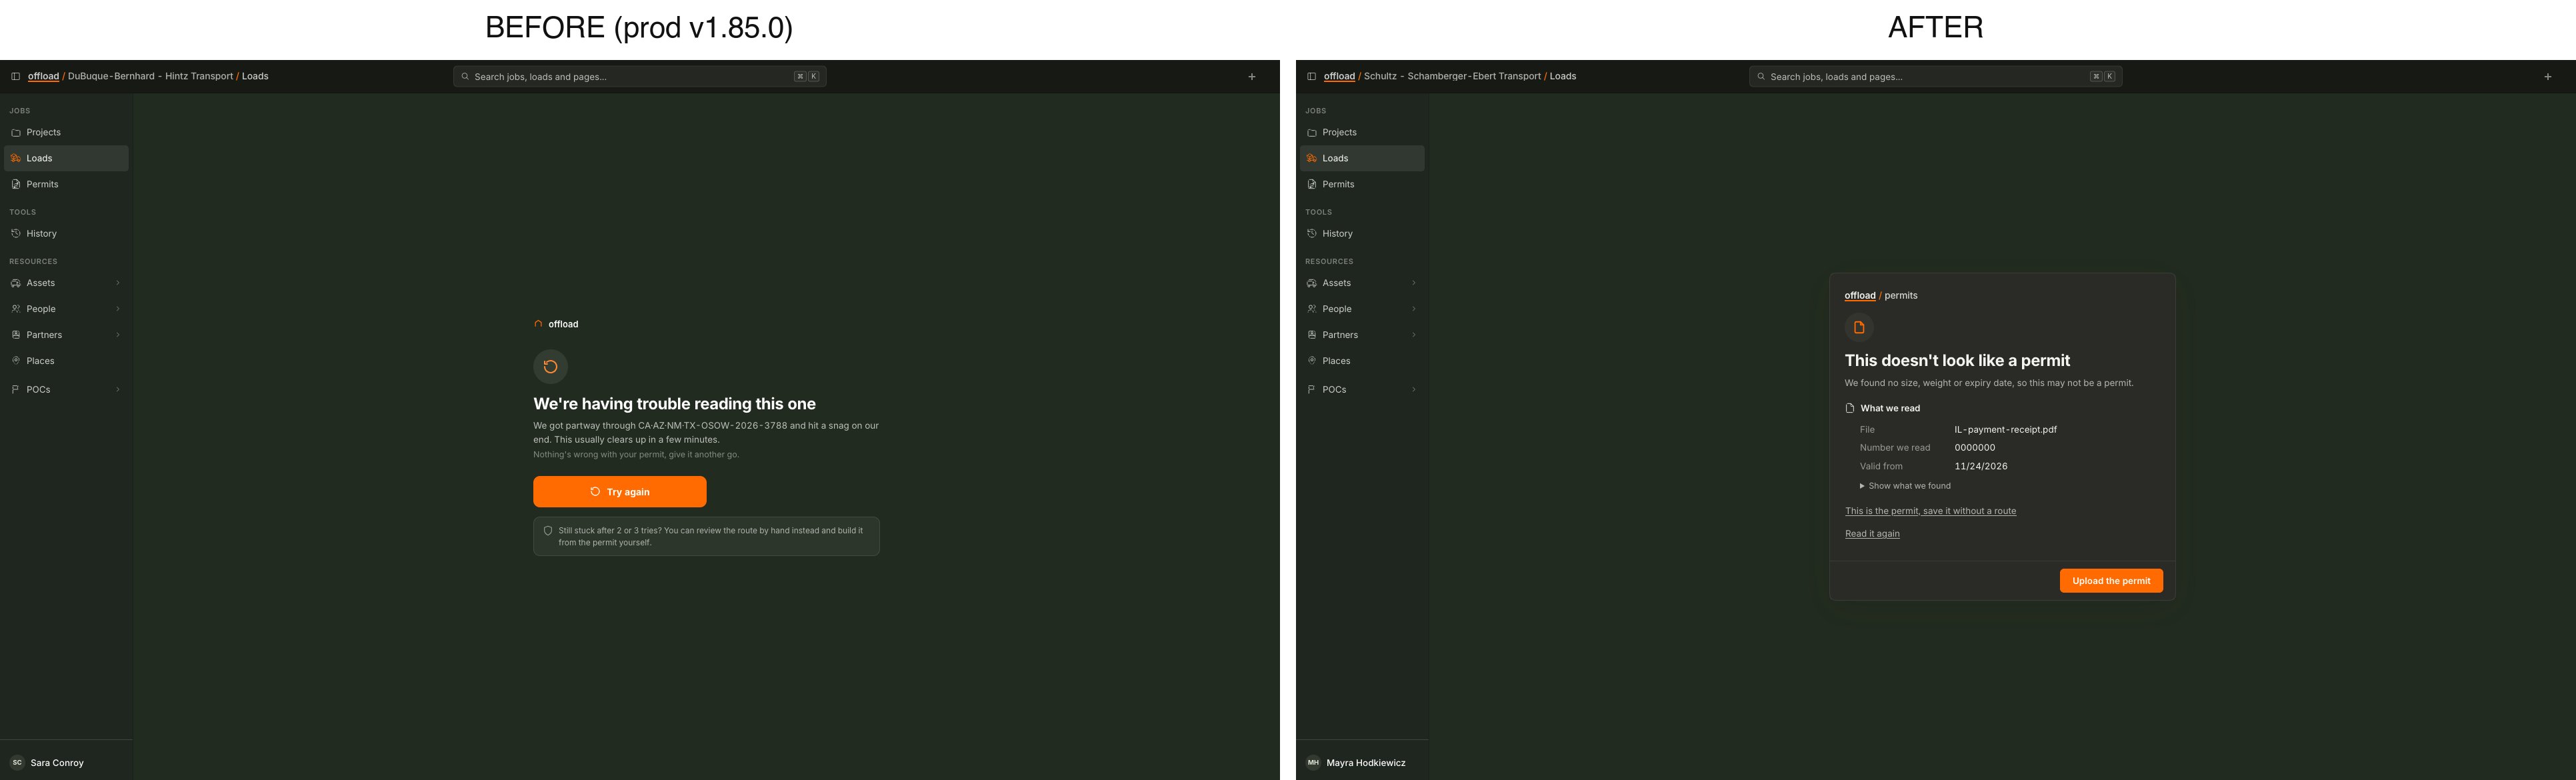 BEFORE (prod v1.85.0)
offload / DuBuque-Bernhard - Hintz Transport / Loads
Search jobs, loads and pages...
⌘ K
+
JOBS
Projects
Loads
Permits
TOOLS
History
RESOURCES
Assets
People
Partners
Places
POCs
offload
We're having trouble reading this one
We got partway through CA-AZ-NM-TX-OSOW-2026-3788 and hit a snag on our
end. This usually clears up in a few minutes.
Nothing's wrong with your permit, give it another go.
Try again
Still stuck after 2 or 3 tries? You can review the route by hand instead and build it
from the permit yourself.
SC Sara Conroy
AFTER
offload / Schultz - Schamberger-Ebert Transport / Loads
Search jobs, loads and pages...
⌘ K
+
JOBS
Projects
Loads
Permits
TOOLS
History
RESOURCES
Assets
People
Partners
Places
POCs
offload / permits
This doesn't look like a permit
We found no size, weight or expiry date, so this may not be a permit.
What we read
File IL-payment-receipt.pdf
Number we read 0000000
Valid from 11/24/2026
Show what we found
This is the permit, save it without a route
Read it again
Upload the permit
MH Mayra Hodkiewicz